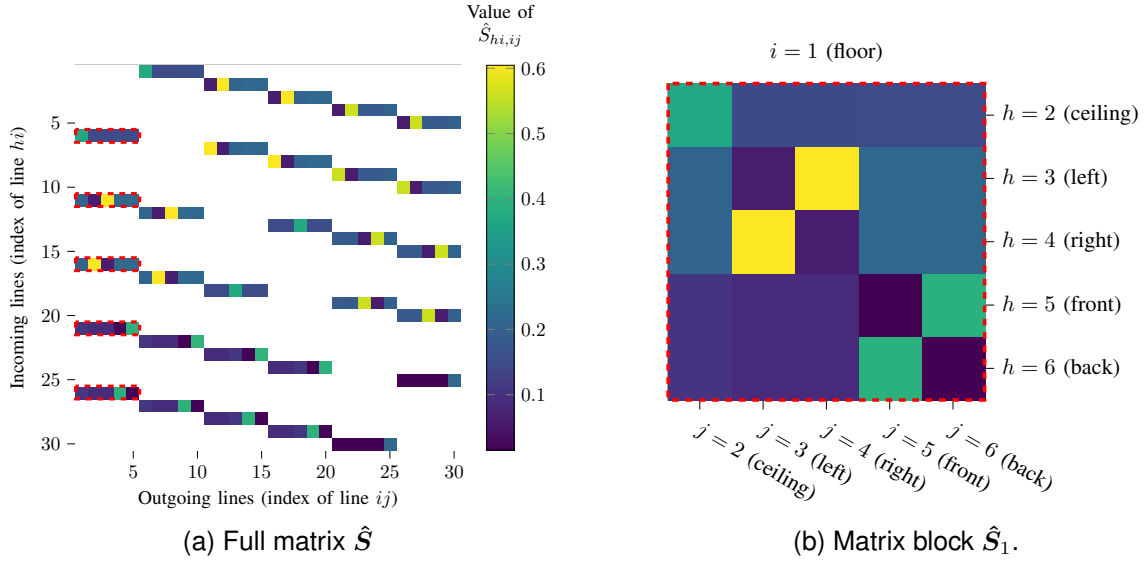 Value of
Ŝ_{hi,ij}
0.6
0.5
0.4
0.3
0.2
0.1
Incoming lines (index of line hi)
5
10
15
20
25
30
5
10
15
20
25
30
Outgoing lines (index of line ij)
(a) Full matrix Ŝ
i = 1 (floor)
h = 2 (ceiling)
h = 3 (left)
h = 4 (right)
h = 5 (front)
h = 6 (back)
j = 2 (ceiling)
j = 3 (left)
j = 4 (right)
j = 5 (front)
j = 6 (back)
(b) Matrix block Ŝ₁.